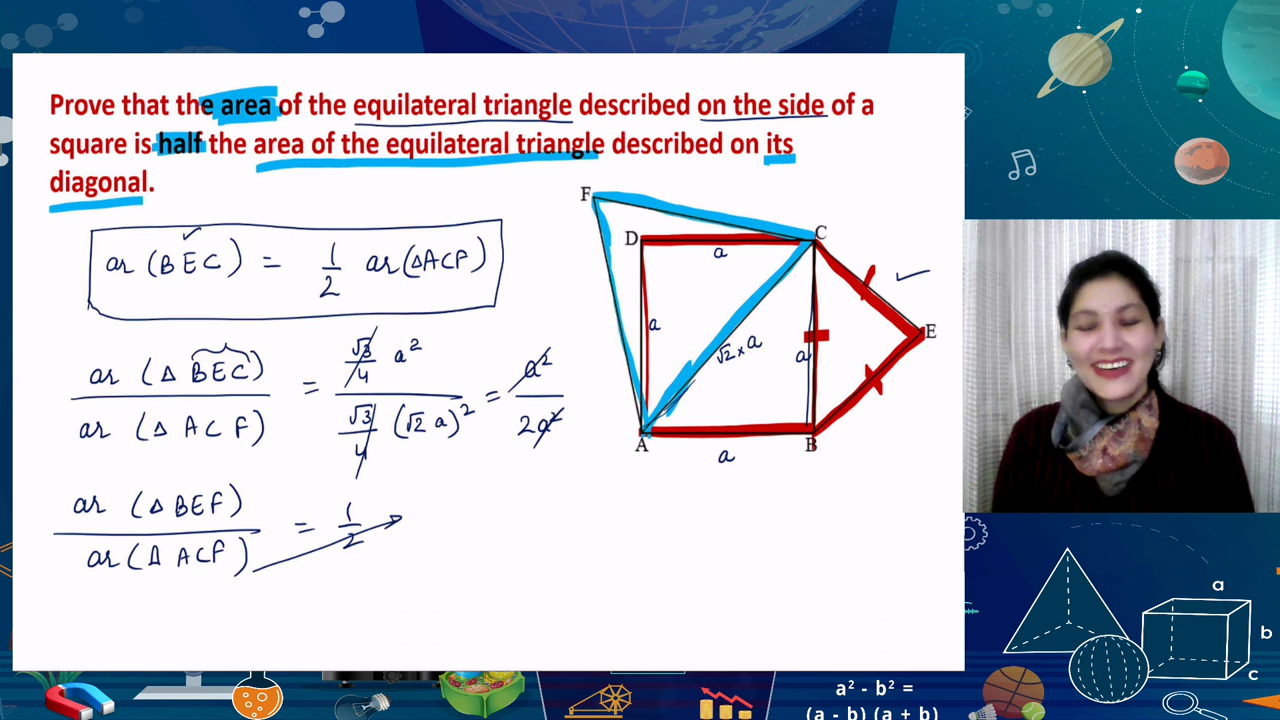 Prove that the area of the equilateral triangle described on the side of a
square is half the area of the equilateral triangle described on its
diagonal.
ar (BEC) = 1/2 ar(ΔACF)
ar (Δ BEC) / ar (Δ ACF) = √3/4 a² / √3/4 (√2 a)² = a² / 2a²
ar (Δ BEF) / ar (Δ ACF) = 1/2
F
D
C
a
a
√2 × a
a
E
A
B
a
a
b
c
a² - b² =
(a - b) (a + b)